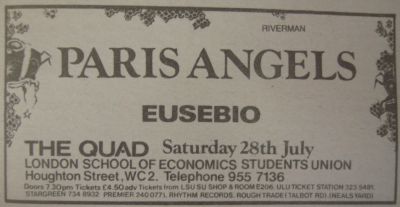 RIVERMAN
PARIS ANGELS
EUSEBIO
THE QUAD Saturday 28th July
LONDON SCHOOL OF ECONOMICS STUDENTS UNION
Houghton Street, WC2. Telephone 955 7136
Doors 7.30pm Tickets £4.50 adv Tickets from LSU SU SHOP & ROOM E206. ULU TICKET STATION 323 5481.
STARGREEN 734 8932 PREMIER 240 0771. RHYTHM RECORDS, ROUGH TRADE (TALBOT RD). (NEALS YARD)